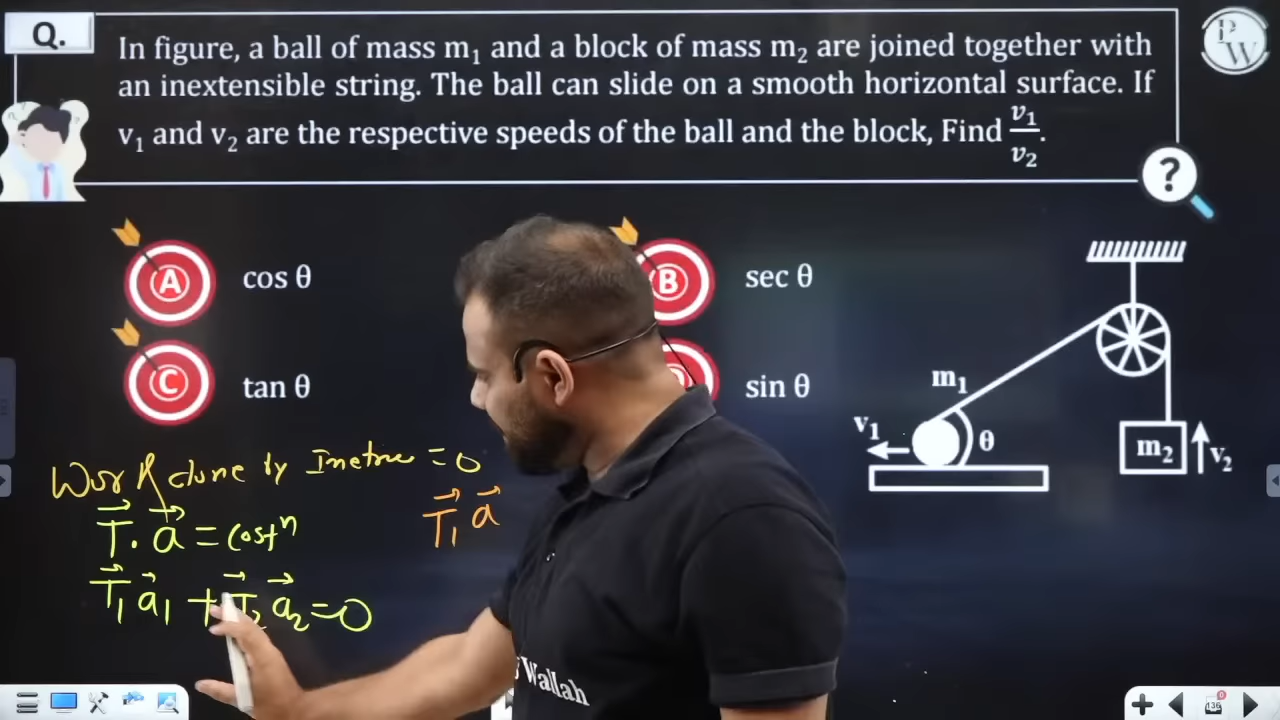 Q.
In figure, a ball of mass m₁ and a block of mass m₂ are joined together with
an inextensible string. The ball can slide on a smooth horizontal surface. If
v₁ and v₂ are the respective speeds of the ball and the block, Find v₁/v₂.
PW
?
A cos θ
B sec θ
C tan θ
sin θ
m₁
v₁
θ
m₂
v₂
Work done by = 0
T⃗ . a⃗ =
T⃗₁ a⃗₁ + T⃗₂ a⃗₂ = 0
T⃗₁ a⃗
Wallah
136